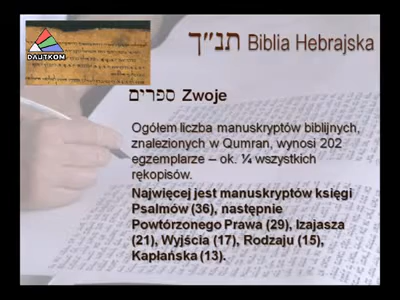 DAUTKOM
תנ״ך Biblia Hebrajska
ספרים Zwoje
Ogółem liczba manuskryptów biblijnych,
znalezionych w Qumran, wynosi 202
egzemplarze – ok. ¼ wszystkich
rękopisów.
Najwięcej jest manuskryptów księgi
Psalmów (36), następnie
Powtórzonego Prawa (29), Izajasza
(21), Wyjścia (17), Rodzaju (15),
Kapłańska (13).